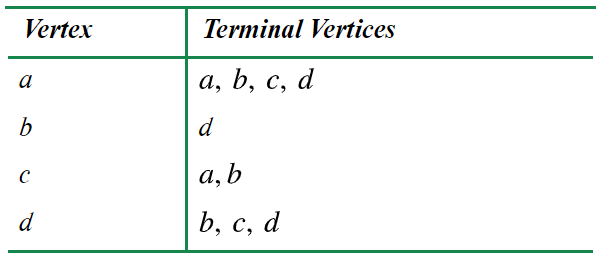 Vertex Terminal Vertices
a a, b, c, d
b d
c a, b
d b, c, d